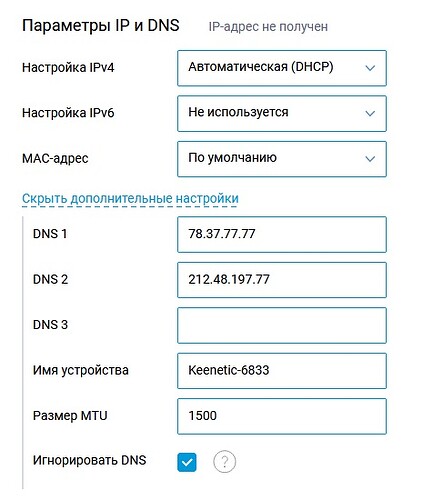 Параметры IP и DNS IP-адрес не получен
Настройка IPv4 Автоматическая (DHCP)
Настройка IPv6 Не используется
MAC-адрес По умолчанию
Скрыть дополнительные настройки
DNS 1 78.37.77.77
DNS 2 212.48.197.77
DNS 3
Имя устройства Keenetic-6833
Размер MTU 1500
Игнорировать DNS ?